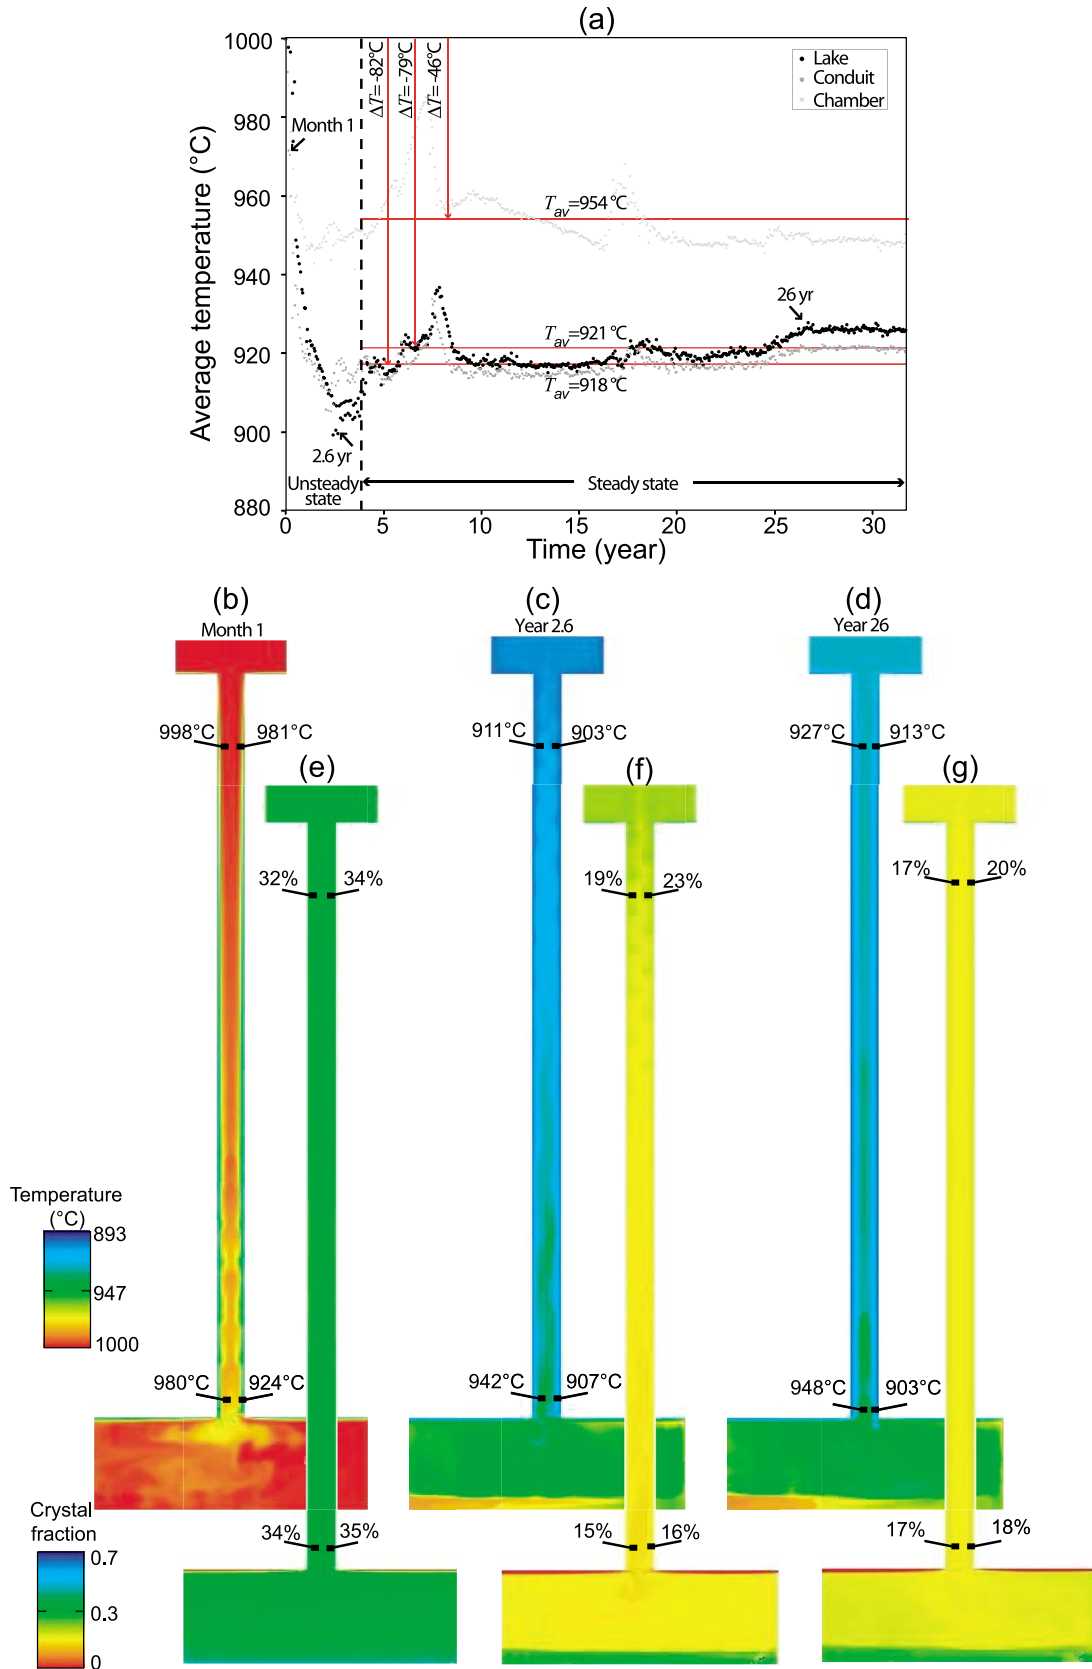 (a)
1000
980
960
940
920
900
880
Average temperature (°C)
ΔT=-82°C
ΔT=-79°C
ΔT=-46°C
Lake
Conduit
Chamber
Month 1
Tav=954°C
26 yr
Tav=921°C
Tav=918°C
2.6 yr
Unsteady
state
Steady state
0 5 10 15 20 25 30
Time (year)
(b) (c) (d)
Month 1 Year 2.6 Year 26
998°C 981°C 911°C 903°C 927°C 913°C
(e) (f) (g)
32% 34% 19% 23% 17% 20%
Temperature
(°C)
893
947
1000
980°C 924°C 942°C 907°C 948°C 903°C
Crystal
fraction
0.7
0.3
0
34% 35% 15% 16% 17% 18%